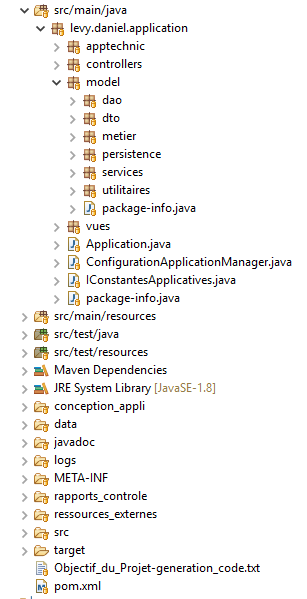 src/main/java
levy.daniel.application
apptechnic
controllers
model
dao
dto
metier
persistence
services
utilitaires
package-info.java
vues
Application.java
ConfigurationApplicationManager.java
IConstantesApplicatives.java
package-info.java
src/main/resources
src/test/java
src/test/resources
Maven Dependencies
JRE System Library [JavaSE-1.8]
conception_appli
data
javadoc
logs
META-INF
rapports_controle
ressources_externes
src
target
Objectif_du_Projet-generation_code.txt
pom.xml